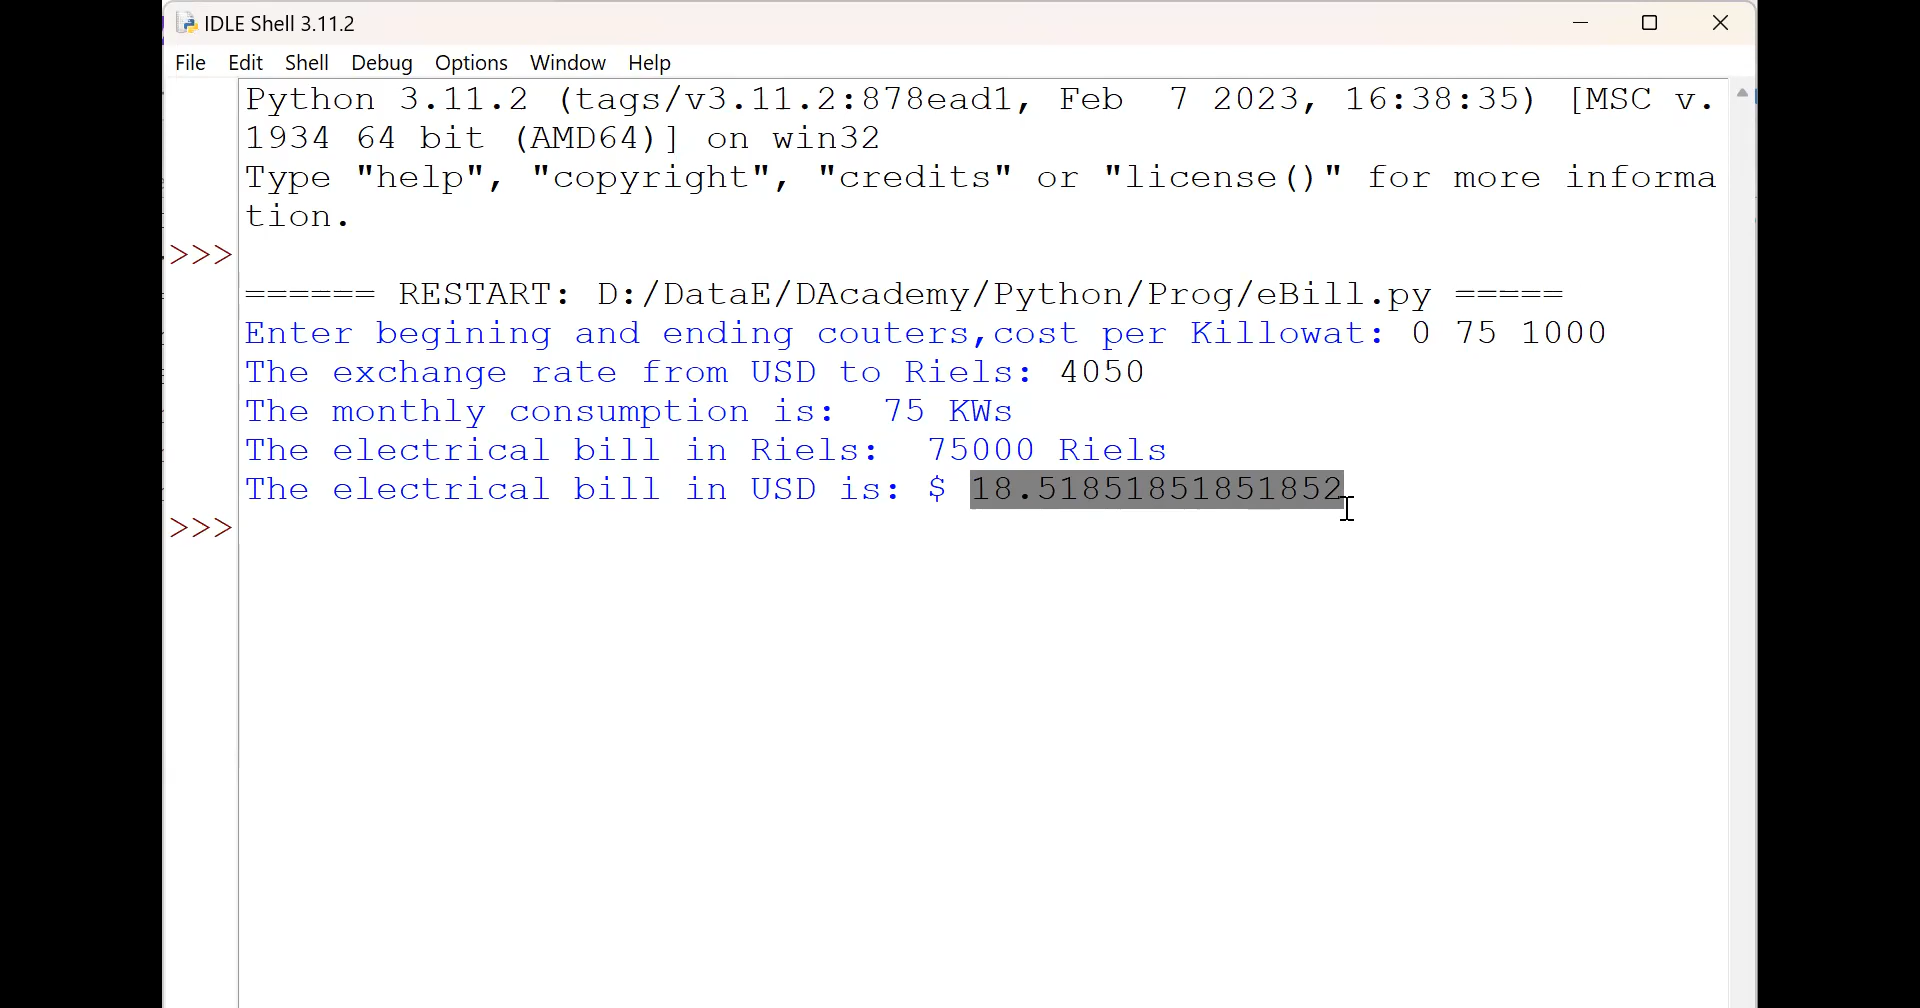 IDLE Shell 3.11.2
File Edit Shell Debug Options Window Help
Python 3.11.2 (tags/v3.11.2:878ead1, Feb  7 2023, 16:38:35) [MSC v.
1934 64 bit (AMD64)] on win32
Type "help", "copyright", "credits" or "license()" for more informa
tion.
>>>
====== RESTART: D:/DataE/DAcademy/Python/Prog/eBill.py =====
Enter begining and ending couters,cost per Killowat: 0 75 1000
The exchange rate from USD to Riels: 4050
The monthly consumption is:  75 KWs
The electrical bill in Riels:  75000 Riels
The electrical bill in USD is: $ 18.51851851851852
>>>